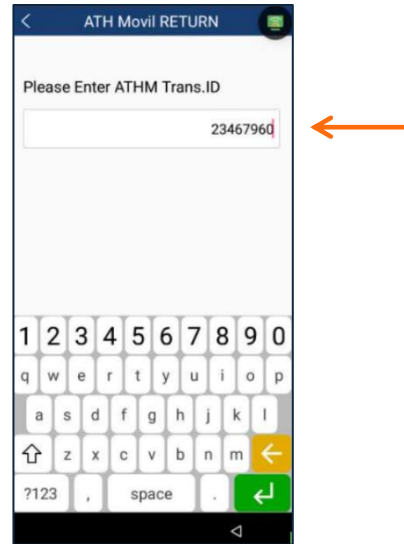 ATH Movil RETURN
Please Enter ATHM Trans.ID
23467960
1 2 3 4 5 6 7 8 9 0
q w e r t y u i o p
a s d f g h j k l
z x c v b n m
?123 , space .